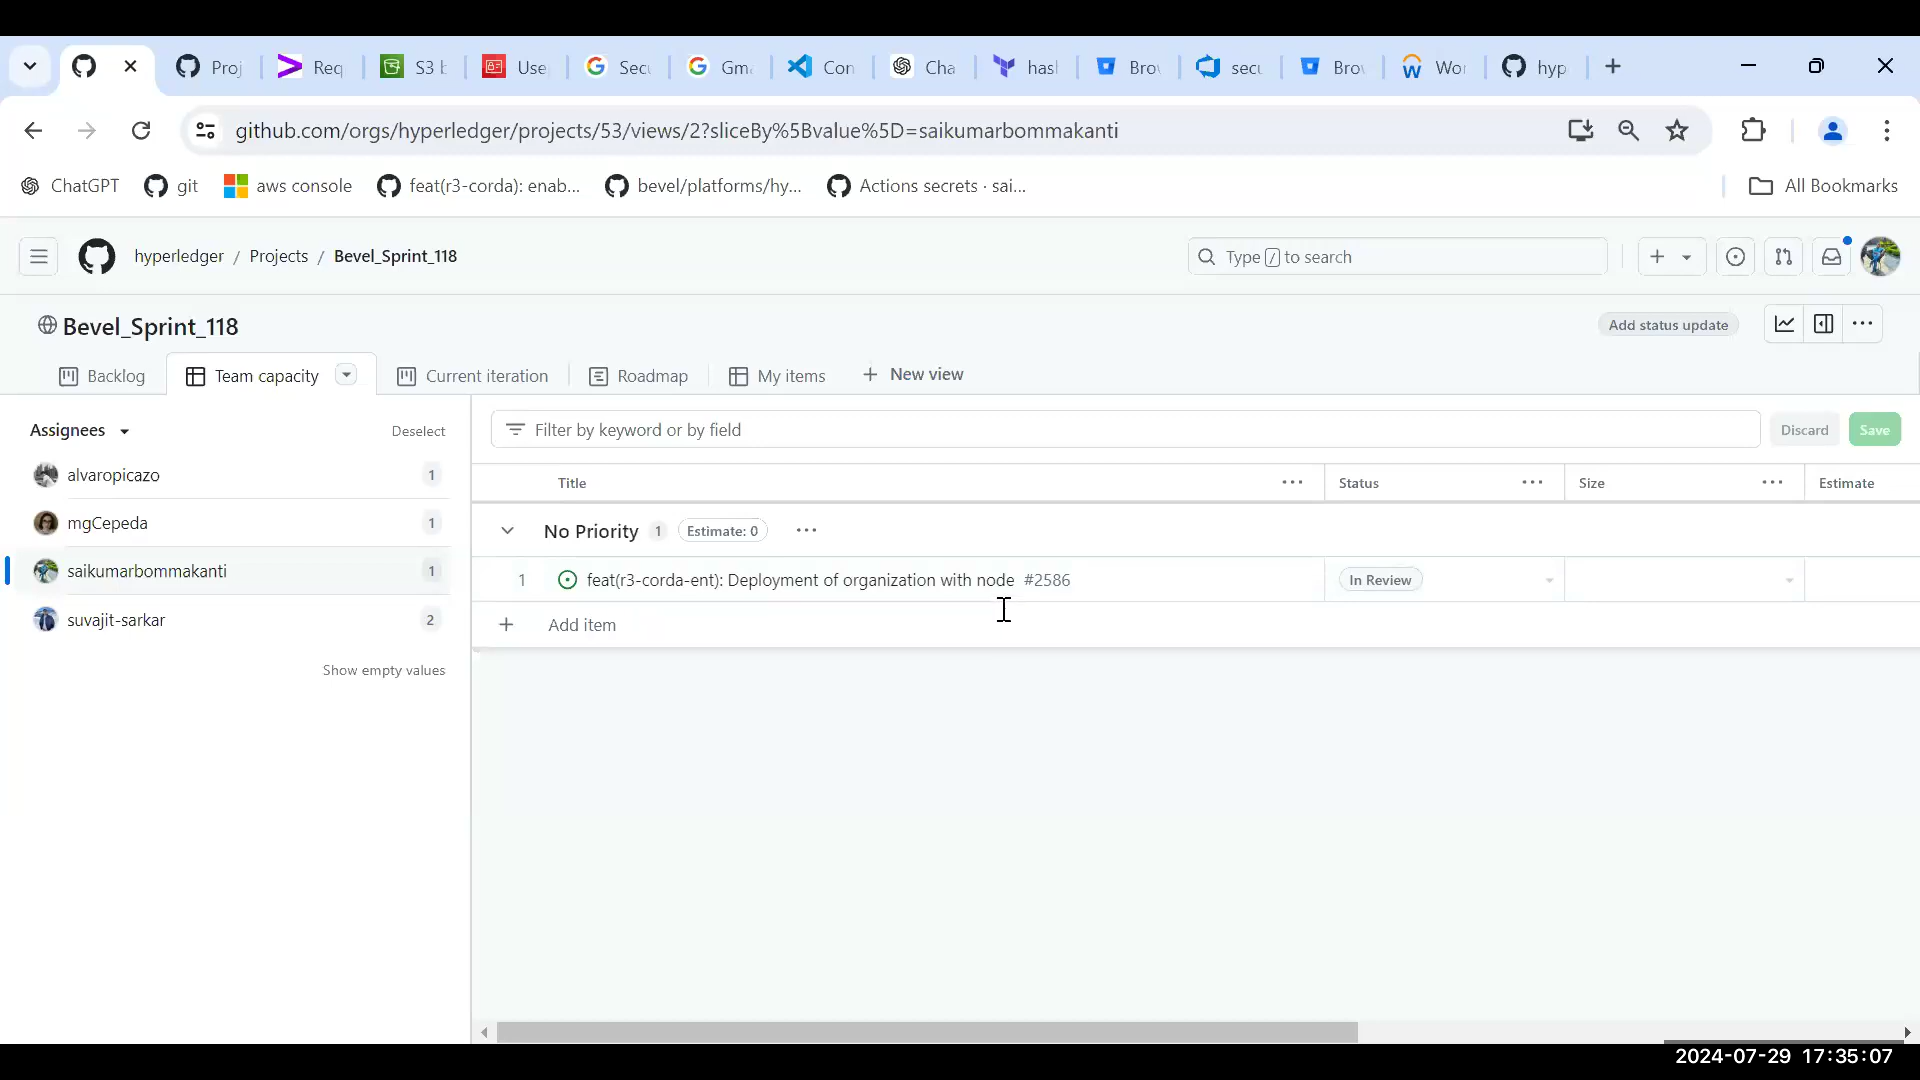 Proj
Req
S3 b
Use
Secu
Gma
Con
Cha
hasl
Bro
secu
Bro
Wor
hyp
github.com/orgs/hyperledger/projects/53/views/2?sliceBy%5Bvalue%5D=saikumarbommakanti
ChatGPT
git
aws console
feat(r3-corda): enab...
bevel/platforms/hy...
Actions secrets · sai...
All Bookmarks
hyperledger / Projects / Bevel_Sprint_118
Type / to search
Bevel_Sprint_118
Add status update
Backlog
Team capacity
Current iteration
Roadmap
My items
New view
Assignees
Deselect
Filter by keyword or by field
Discard
Save
alvaropicazo 1
mgCepeda 1
saikumarbommakanti 1
suvajit-sarkar 2
Show empty values
Title
Status
Size
Estimate
No Priority 1 Estimate: 0
1 feat(r3-corda-ent): Deployment of organization with node #2586
In Review
Add item
2024-07-29 17:35:07